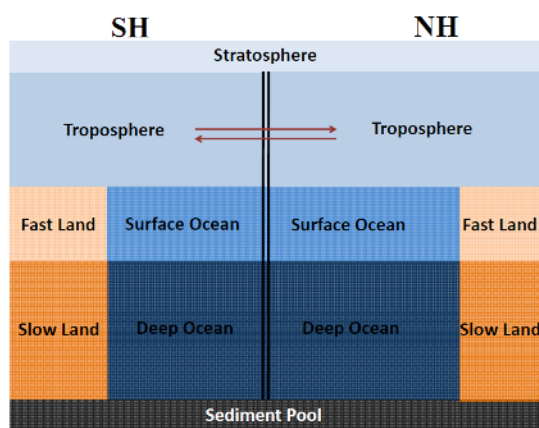 SH
NH
Stratosphere
Troposphere
Troposphere
Fast Land
Surface Ocean
Surface Ocean
Fast Land
Slow Land
Deep Ocean
Deep Ocean
Slow Land
Sediment Pool